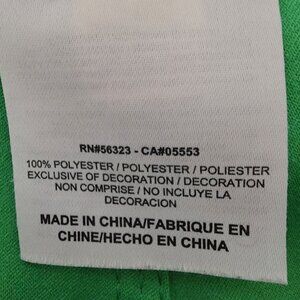 RN#56323 - CA#05553
100% POLYESTER / POLYESTER / POLIESTER
EXCLUSIVE OF DECORATION / DECORATION
NON COMPRISE / NO INCLUYE LA
DECORACIÓN
MADE IN CHINA/FABRIQUE EN
CHINE/HECHO EN CHINA